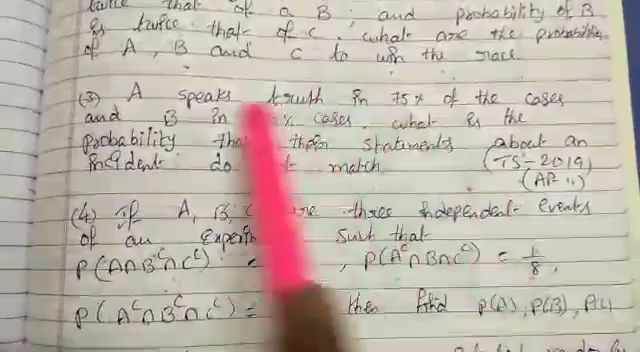 twice that of a B and probability of B
is twice that of C. what are the probabilities
of A, B and C to win the race
(3) A speaks truth in 75% of the cases
and B in % cases. what is the
probability their statements about an
incident do match (TS-2019)
(AP ")
(4) if A, B, C three independent events
of an such that
P(A∩B^C∩C^C) = , P(A^C∩B∩C^C) = 1/8,
P(A^C∩B^C∩C^C) = then find P(A), P(B), P(C)